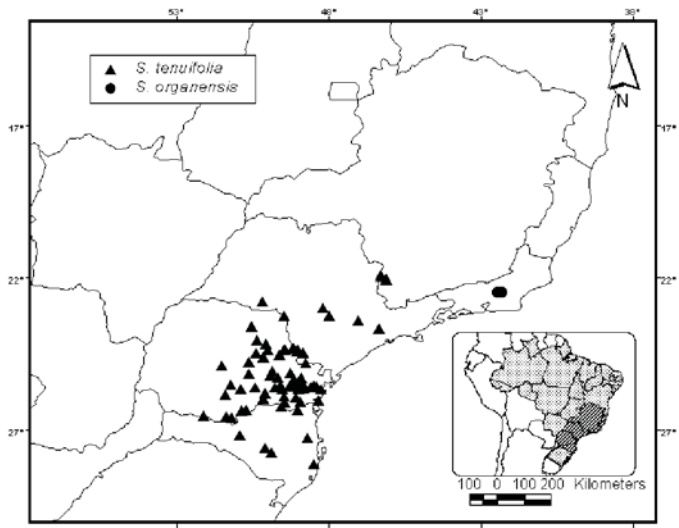 53° 48° 43° 38°
▲ S. tenuifolia
● S. organensis
N
17° 17°
22° 22°
27° 27°
100 0 100 200 Kilometers